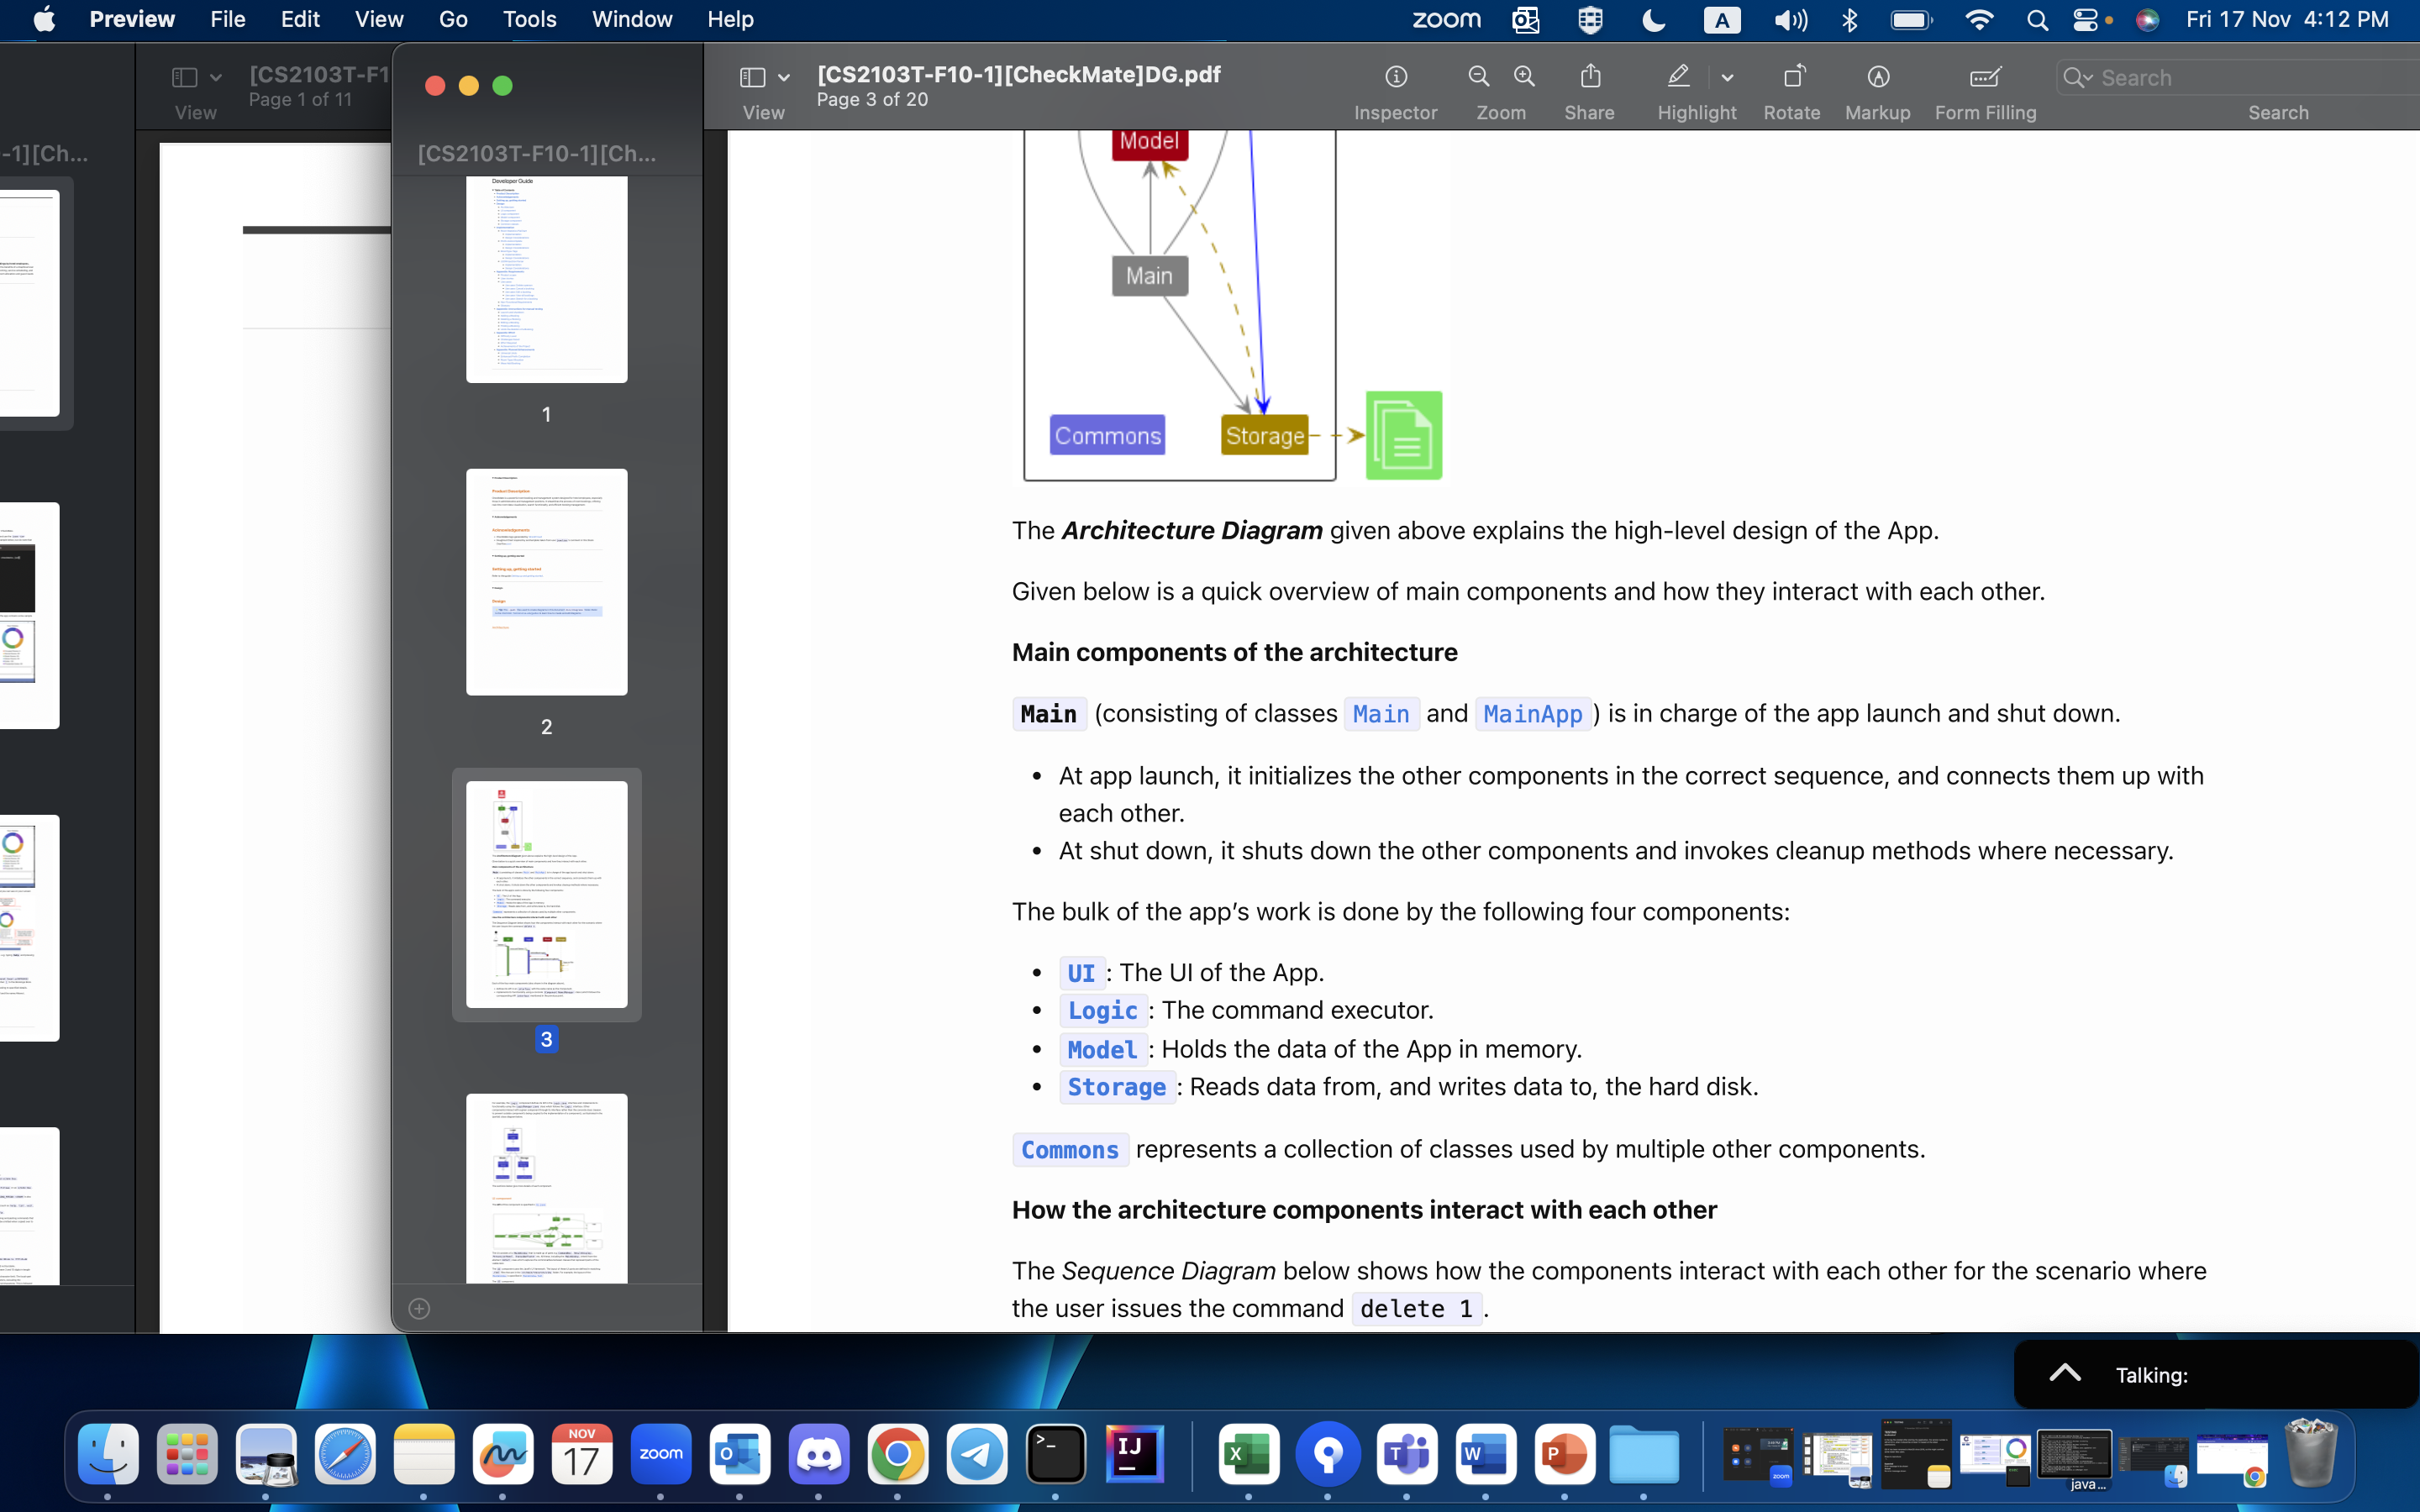 Preview File Edit View Go Tools Window Help
zoom A Fri 17 Nov 4:12 PM
[CS2103T-F1
Page 1 of 11
View
-1][Ch...
[CS2103T-F10-1][Ch...
View
[CS2103T-F10-1][CheckMate]DG.pdf
Page 3 of 20
Inspector Zoom Share Highlight Rotate Markup Form Filling Search
Search
Developer Guide
1
Product Description
Acknowledgements
Setting up, getting started
Design
2
3
Model
Main
Commons
Storage
The Architecture Diagram given above explains the high-level design of the App.
Given below is a quick overview of main components and how they interact with each other.
Main components of the architecture
Main (consisting of classes Main and MainApp) is in charge of the app launch and shut down.
• At app launch, it initializes the other components in the correct sequence, and connects them up with
each other.
• At shut down, it shuts down the other components and invokes cleanup methods where necessary.
The bulk of the app’s work is done by the following four components:
• UI: The UI of the App.
• Logic: The command executor.
• Model: Holds the data of the App in memory.
• Storage: Reads data from, and writes data to, the hard disk.
Commons represents a collection of classes used by multiple other components.
How the architecture components interact with each other
The Sequence Diagram below shows how the components interact with each other for the scenario where
the user issues the command delete 1.
Talking:
NOV
17
zoom
O
>_
IJ
X
T
W
P
zoom
java...